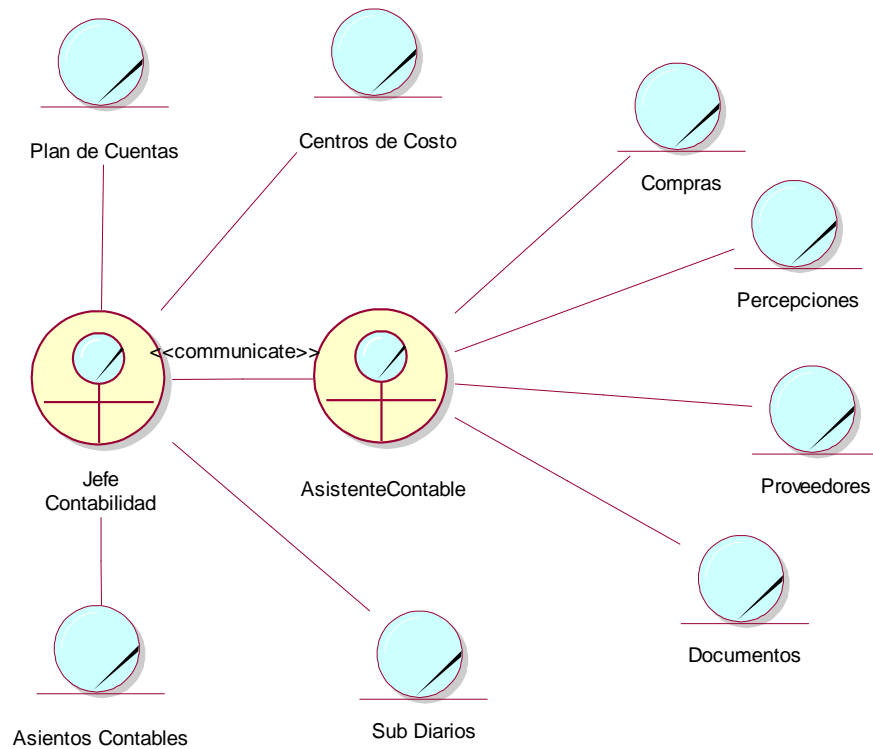 Plan de Cuentas
Centros de Costo
Compras
Percepciones
<<communicate>>
Jefe
Contabilidad
AsistenteContable
Proveedores
Documentos
Asientos Contables
Sub Diarios